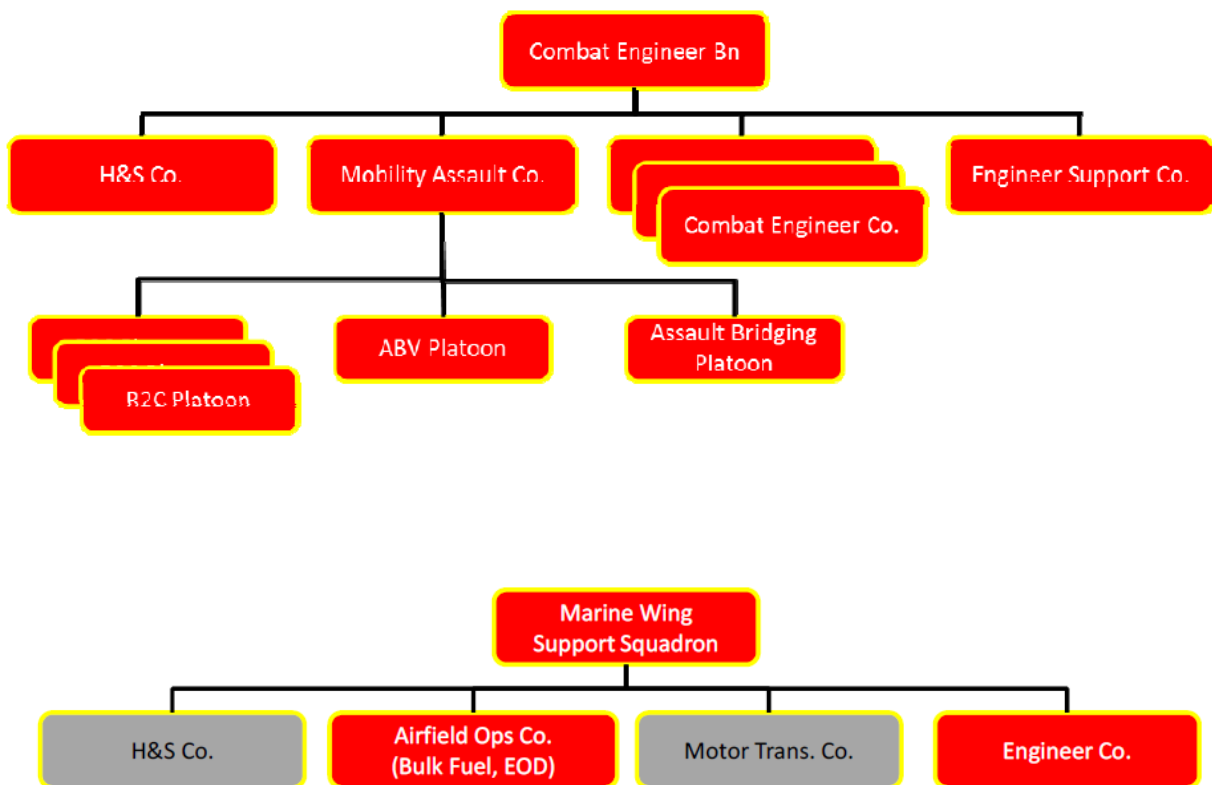 Combat Engineer Bn
H&S Co.
Mobility Assault Co.
Combat Engineer Co.
Engineer Support Co.
R2C Platoon
ABV Platoon
Assault Bridging
Platoon
Marine Wing
Support Squadron
H&S Co.
Airfield Ops Co.
(Bulk Fuel, EOD)
Motor Trans. Co.
Engineer Co.